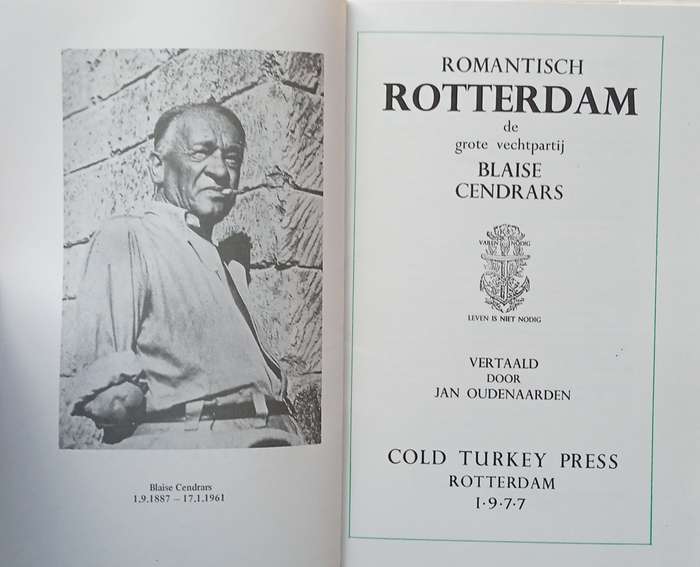 Blaise Cendrars
1.9.1887 – 17.1.1961
ROMANTISCH
ROTTERDAM
de
grote vechtpartij
BLAISE
CENDRARS
VAREN NODIG
LEVEN IS NIET NODIG
VERTAALD
DOOR
JAN OUDENAARDEN
COLD TURKEY PRESS
ROTTERDAM
1·9·7·7